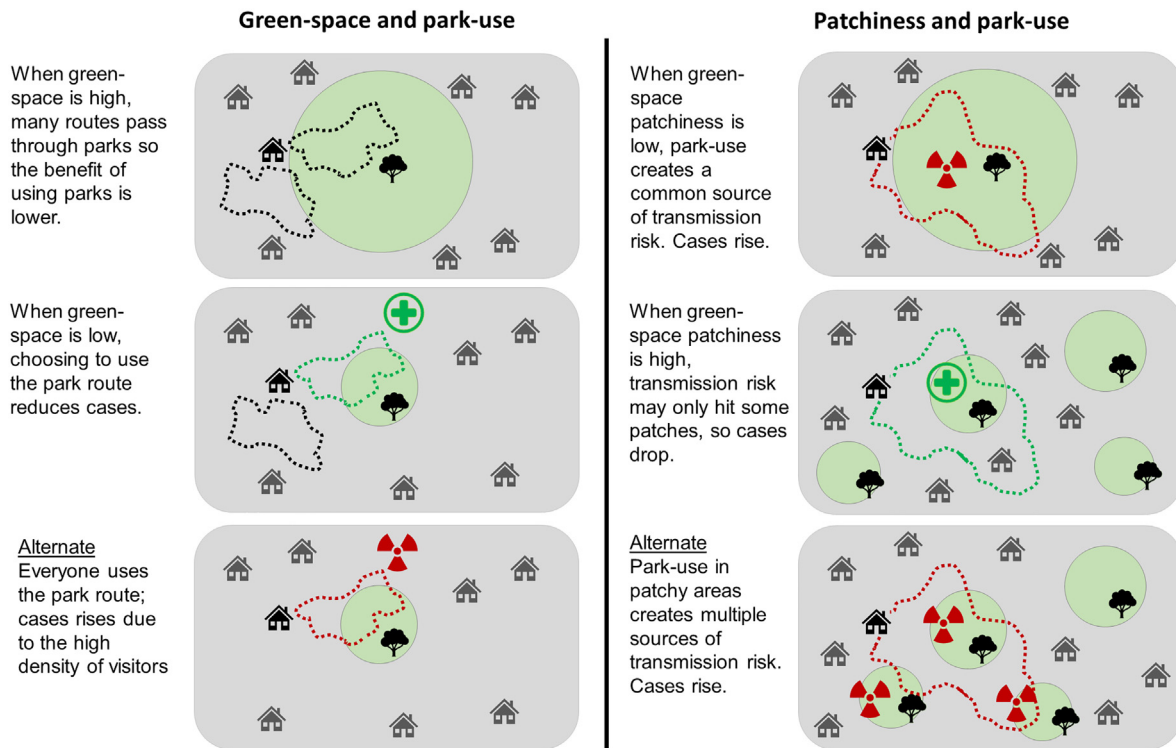 Green-space and park-use
When green-
space is high,
many routes pass
through parks so
the benefit of
using parks is
lower.
When green-
space is low,
choosing to use
the park route
reduces cases.
Alternate
Everyone uses
the park route;
cases rises due
to the high
density of visitors
Patchiness and park-use
When green-
space
patchiness is
low, park-use
creates a
common source
of transmission
risk. Cases rise.
When green-
space patchiness
is high,
transmission risk
may only hit some
patches, so cases
drop.
Alternate
Park-use in
patchy areas
creates multiple
sources of
transmission risk.
Cases rise.